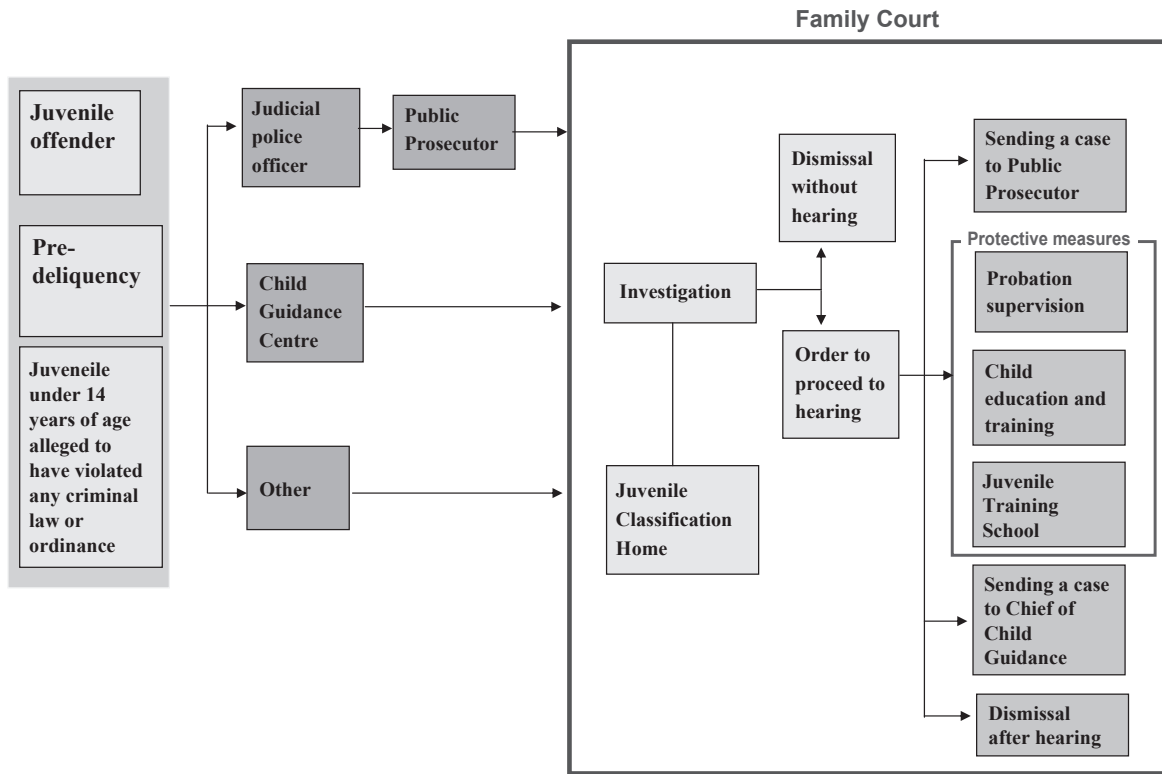 Family Court
Juvenile
offender
Pre-
deliquency
Juveneile
under 14
years of age
alleged to
have violated
any criminal
law or
ordinance
Judicial
police
officer
Public
Prosecutor
Child
Guidance
Centre
Other
Investigation
Juvenile
Classification
Home
Dismissal
without
hearing
Order to
proceed to
hearing
Sending a case
to Public
Prosecutor
Protective measures
Probation
supervision
Child
education and
training
Juvenile
Training
School
Sending a case
to Chief of
Child
Guidance
Dismissal
after hearing